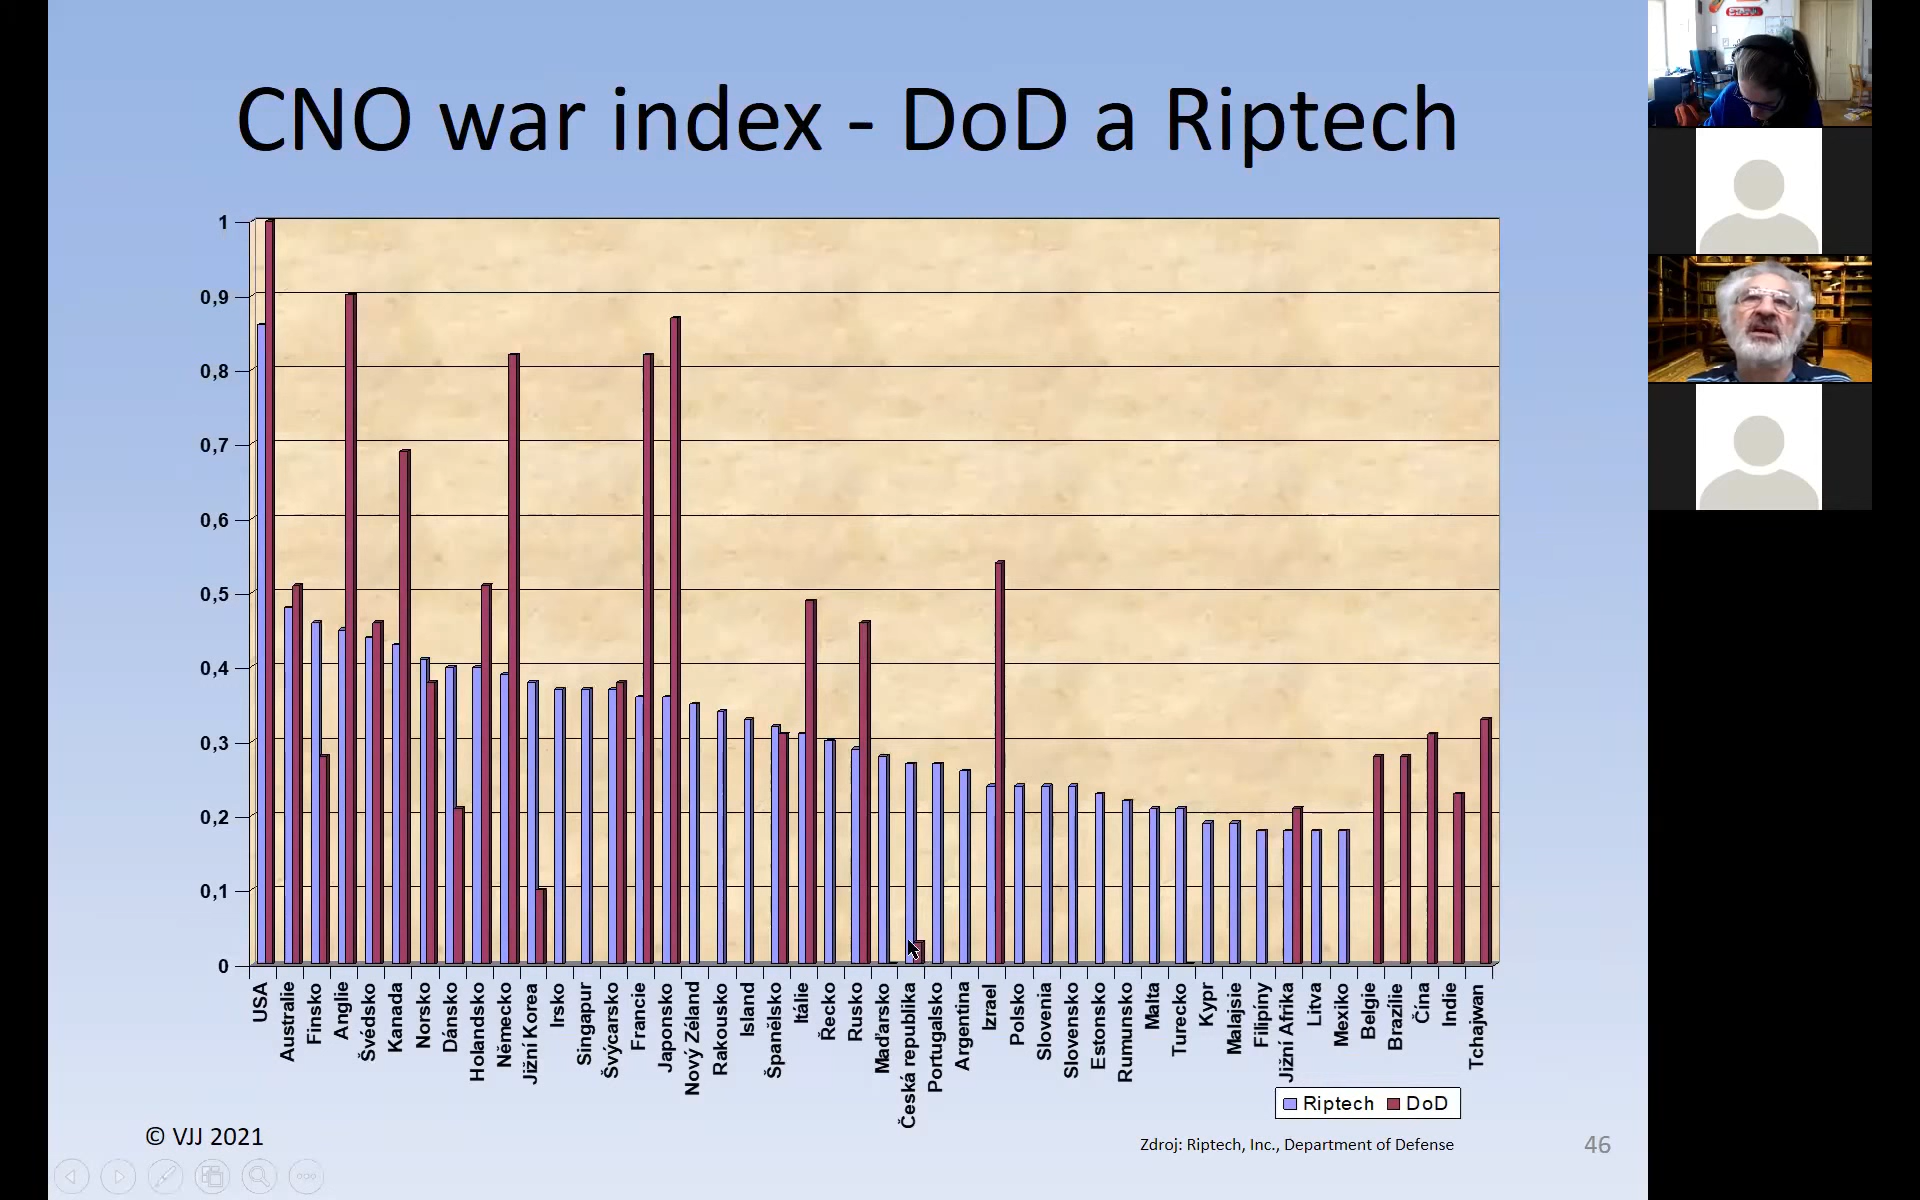 CNO war index - DoD a Riptech
1
0,9
0,8
0,7
0,6
0,5
0,4
0,3
0,2
0,1
0
USA
Australie
Finsko
Anglie
Švédsko
Kanada
Norsko
Dánsko
Holandsko
Německo
Jižní Korea
Irsko
Singapur
Švýcarsko
Francie
Japonsko
Nový Zéland
Rakousko
Island
Španělsko
Itálie
Řecko
Rusko
Maďarsko
Česká republika
Portugalsko
Argentina
Izrael
Polsko
Slovenia
Slovensko
Estonsko
Rumunsko
Malta
Turecko
Kypr
Malajsie
Filipíny
Jižní Afrika
Litva
Mexiko
Belgie
Brazílie
Čína
Indie
Tchajwan
Riptech DoD
© VJJ 2021
Zdroj: Riptech, Inc., Department of Defense
46